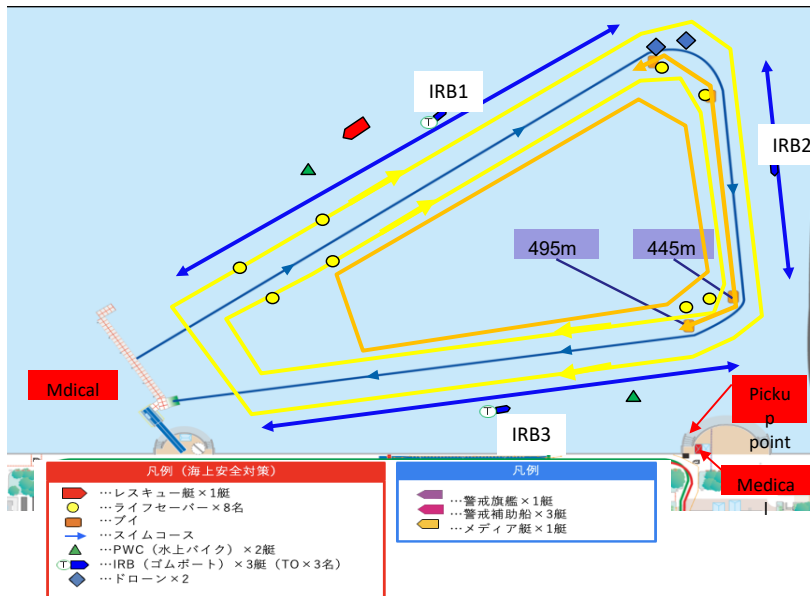 IRB1
IRB2
495m
445m
Mdical
Picku
p
point
IRB3
Medica
凡例（海上安全対策）
…レスキュー艇×1艇
…ライフセーバー×8名
…ブイ
…スイムコース
…PWC（水上バイク）×2艇
T …IRB（ゴムボート）×3艇（TO×3名）
…ドローン×2
凡例
…警戒旗艦×1艇
…警戒補助船×3艇
…メディア艇×1艇
T
T